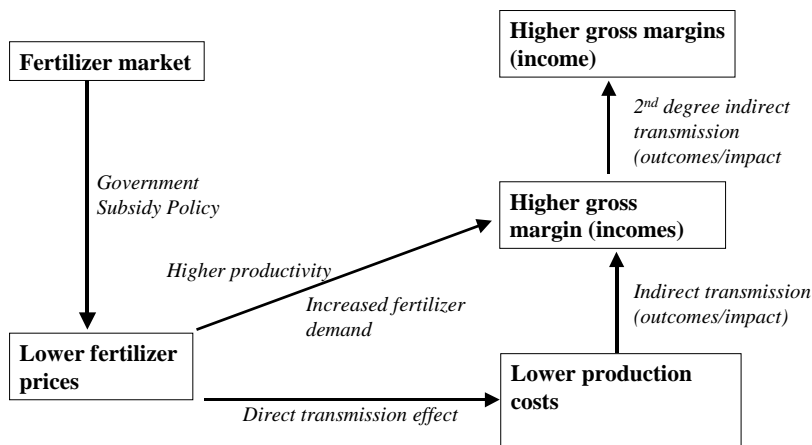 Fertilizer market
Higher gross margins
(income)
2nd degree indirect
transmission
(outcomes/impact
Government
Subsidy Policy
Higher gross
margin (incomes)
Higher productivity
Increased fertilizer
demand
Indirect transmission
(outcomes/impact)
Lower fertilizer
prices
Lower production
costs
Direct transmission effect